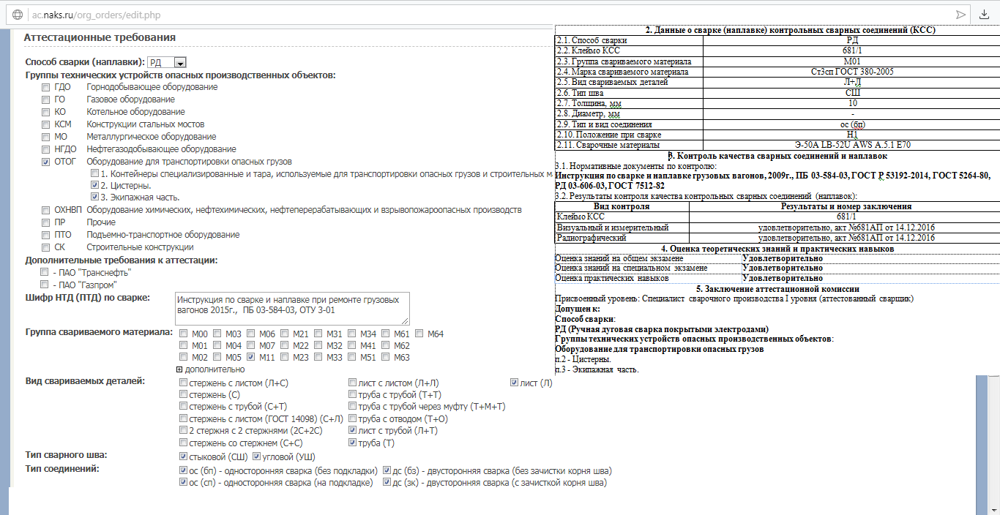 ac.naks.ru/org_orders/edit.php
Аттестационные требования
Способ сварки (наплавки): РД
Группы технических устройств опасных производственных объектов:
ГДО Горнодобывающее оборудование
ГО Газовое оборудование
КО Котельное оборудование
КСМ Конструкции стальных мостов
МО Металлургическое оборудование
НГДО Нефтегазодобывающее оборудование
ОТОГ Оборудование для транспортировки опасных грузов
1. Контейнеры специализированные и тара, используемые для транспортировки опасных грузов и строительных м
2. Цистерны.
3. Экипажная часть.
ОХНВП Оборудование химических, нефтехимических, нефтеперерабатывающих и взрывопожароопасных производств
ПР Прочие
ПТО Подъемно-транспортное оборудование
СК Строительные конструкции
Дополнительные требования к аттестации:
- ПАО "Транснефть"
- ПАО "Газпром"
Шифр НТД (ПТД) по сварке: Инструкция по сварке и наплавке при ремонте грузовых
вагонов 2015г., ПБ 03-584-03, ОТУ 3-01
Группа свариваемого материала: М00 М03 М06 М21 М31 М34 М61 М64
М01 М04 М07 М22 М32 М41 М62
М02 М05 М11 М23 М33 М51 М63
дополнительно
Вид свариваемых деталей: стержень с листом (Л+С) лист с листом (Л+Л) лист (Л)
стержень (С) труба с трубой (Т+Т)
стержень с трубой (С+Т) труба с трубой через муфту (Т+М+Т)
стержень с листом (ГОСТ 14098) (С+Л) труба с отводом (Т+О)
2 стержня с 2 стержнями (2С+2С) лист с трубой (Л+Т)
стержень со стержнем (С+С) труба (Т)
Тип сварного шва: стыковой (СШ) угловой (УШ)
Тип соединений: ос (бп) - односторонняя сварка (без подкладки) дс (бз) - двусторонняя сварка (без зачистки корня шва)
ос (сп) - односторонняя сварка (на подкладке) дс (зк) - двусторонняя сварка (с зачисткой корня шва)
2. Данные о сварке (наплавке) контрольных сварных соединений (КСС)
2.1. Способ сварки РД
2.2. Клеймо КСС 681/1
2.3. Группа свариваемого материала М01
2.4. Марка свариваемого материала Ст3сп ГОСТ 380-2005
2.5. Вид свариваемых деталей Л+Л
2.6. Тип шва СШ
2.7. Толщина, мм 10
2.8. Диаметр, мм -
2.9. Тип и вид соединения ос (бп)
2.10. Положение при сварке Н1
2.11. Сварочные материалы Э-50А LB-52U AWS A.5.1 E70
3. Контроль качества сварных соединений и наплавок
3.1. Нормативные документы по контролю:
Инструкция по сварке и наплавке грузовых вагонов, 2009г., ПБ 03-584-03, ГОСТ Р 53192-2014, ГОСТ 5264-80,
РД 03-606-03, ГОСТ 7512-82
3.2. Результаты контроля качества контрольных сварных соединений (наплавок):
Вид контроля Результаты и номер заключения
Клеймо КСС 681/1
Визуальный и измерительный удовлетворительно, акт №681АП от 14.12.2016
Радиографический удовлетворительно, акт №681АП от 14.12.2016
4. Оценка теоретических знаний и практических навыков
Оценка знаний на общем экзамене Удовлетворительно
Оценка знаний на специальном экзамене Удовлетворительно
Оценка практических навыков Удовлетворительно
5. Заключение аттестационной комиссии
Присвоенный уровень: Специалист сварочного производства I уровня (аттестованный сварщик)
Допущен к:
Способ сварки:
РД (Ручная дуговая сварка покрытыми электродами)
Группы технических устройств опасных производственных объектов:
Оборудование для транспортировки опасных грузов
п.2 - Цистерны.
п.3 - Экипажная часть.